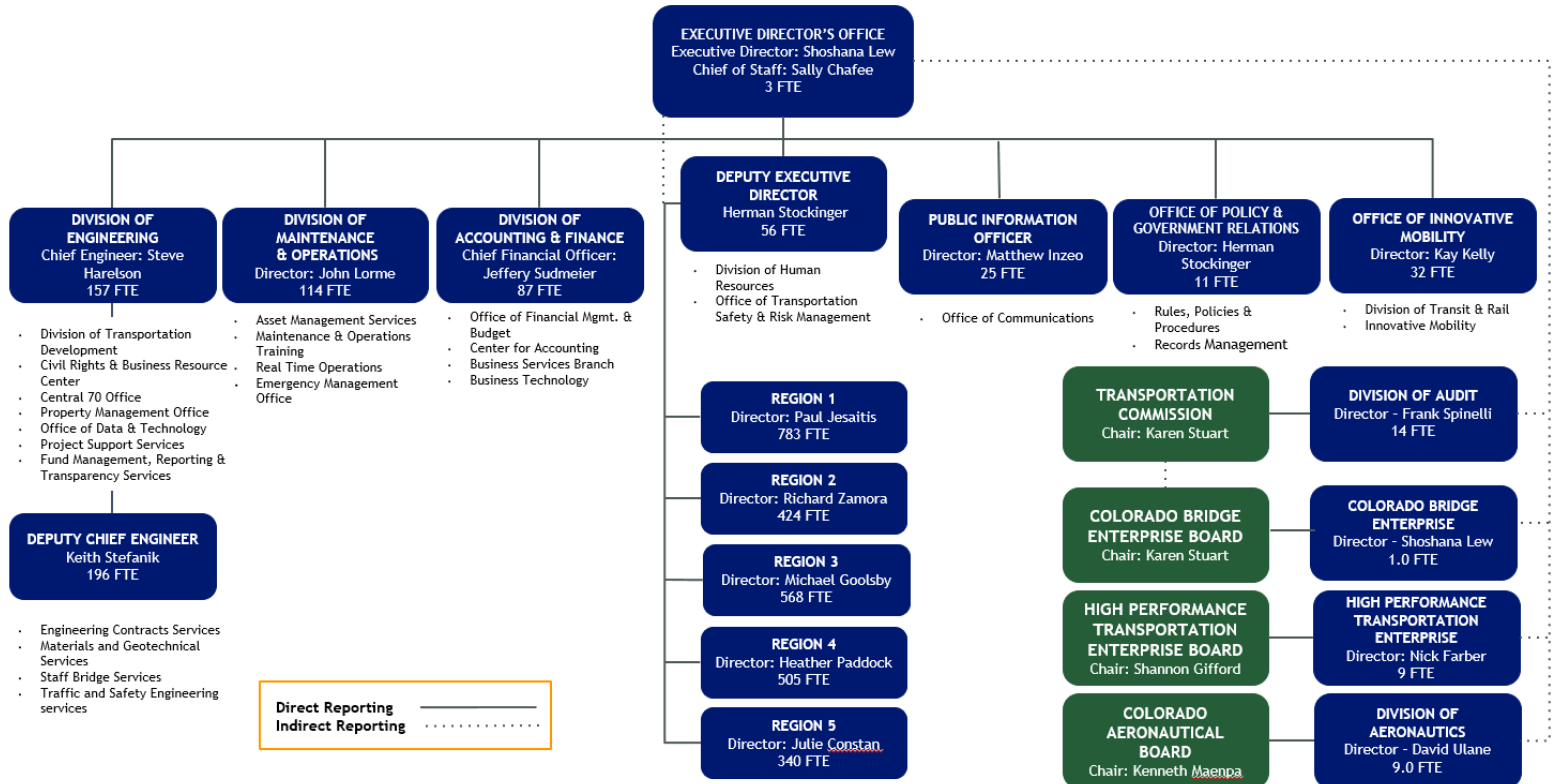 EXECUTIVE DIRECTOR'S OFFICE
Executive Director: Shoshana Lew
Chief of Staff: Sally Chafee
3 FTE
DIVISION OF
ENGINEERING
Chief Engineer: Steve
Harelson
157 FTE
· Division of Transportation
Development
· Civil Rights & Business Resource
Center
· Central 70 Office
· Property Management Office
· Office of Data & Technology
· Project Support Services
· Fund Management, Reporting &
Transparency Services
DEPUTY CHIEF ENGINEER
Keith Stefanik
196 FTE
· Engineering Contracts Services
· Materials and Geotechnical
Services
· Staff Bridge Services
· Traffic and Safety Engineering
services
DIVISION OF
MAINTENANCE
& OPERATIONS
Director: John Lorme
114 FTE
· Asset Management Services
· Maintenance & Operations
Training
· Real Time Operations
· Emergency Management
Office
DIVISION OF
ACCOUNTING & FINANCE
Chief Financial Officer:
Jeffery Sudmeier
87 FTE
· Office of Financial Mgmt. &
Budget
· Center for Accounting
· Business Services Branch
· Business Technology
DEPUTY EXECUTIVE
DIRECTOR
Herman Stockinger
56 FTE
· Division of Human
Resources
· Office of Transportation
Safety & Risk Management
REGION 1
Director: Paul Jesaitis
783 FTE
REGION 2
Director: Richard Zamora
424 FTE
REGION 3
Director: Michael Goolsby
568 FTE
REGION 4
Director: Heather Paddock
505 FTE
REGION 5
Director: Julie Constan
340 FTE
PUBLIC INFORMATION
OFFICER
Director: Matthew Inzeo
25 FTE
· Office of Communications
OFFICE OF POLICY &
GOVERNMENT RELATIONS
Director: Herman
Stockinger
11 FTE
· Rules, Policies &
Procedures
· Records Management
OFFICE OF INNOVATIVE
MOBILITY
Director: Kay Kelly
32 FTE
· Division of Transit & Rail
· Innovative Mobility
TRANSPORTATION
COMMISSION
Chair: Karen Stuart
DIVISION OF AUDIT
Director - Frank Spinelli
14 FTE
COLORADO BRIDGE
ENTERPRISE BOARD
Chair: Karen Stuart
COLORADO BRIDGE
ENTERPRISE
Director - Shoshana Lew
1.0 FTE
HIGH PERFORMANCE
TRANSPORTATION
ENTERPRISE BOARD
Chair: Shannon Gifford
HIGH PERFORMANCE
TRANSPORTATION
ENTERPRISE
Director: Nick Farber
9 FTE
COLORADO
AERONAUTICAL
BOARD
Chair: Kenneth Maenpa
DIVISION OF
AERONAUTICS
Director - David Ulane
9.0 FTE
Direct Reporting
Indirect Reporting